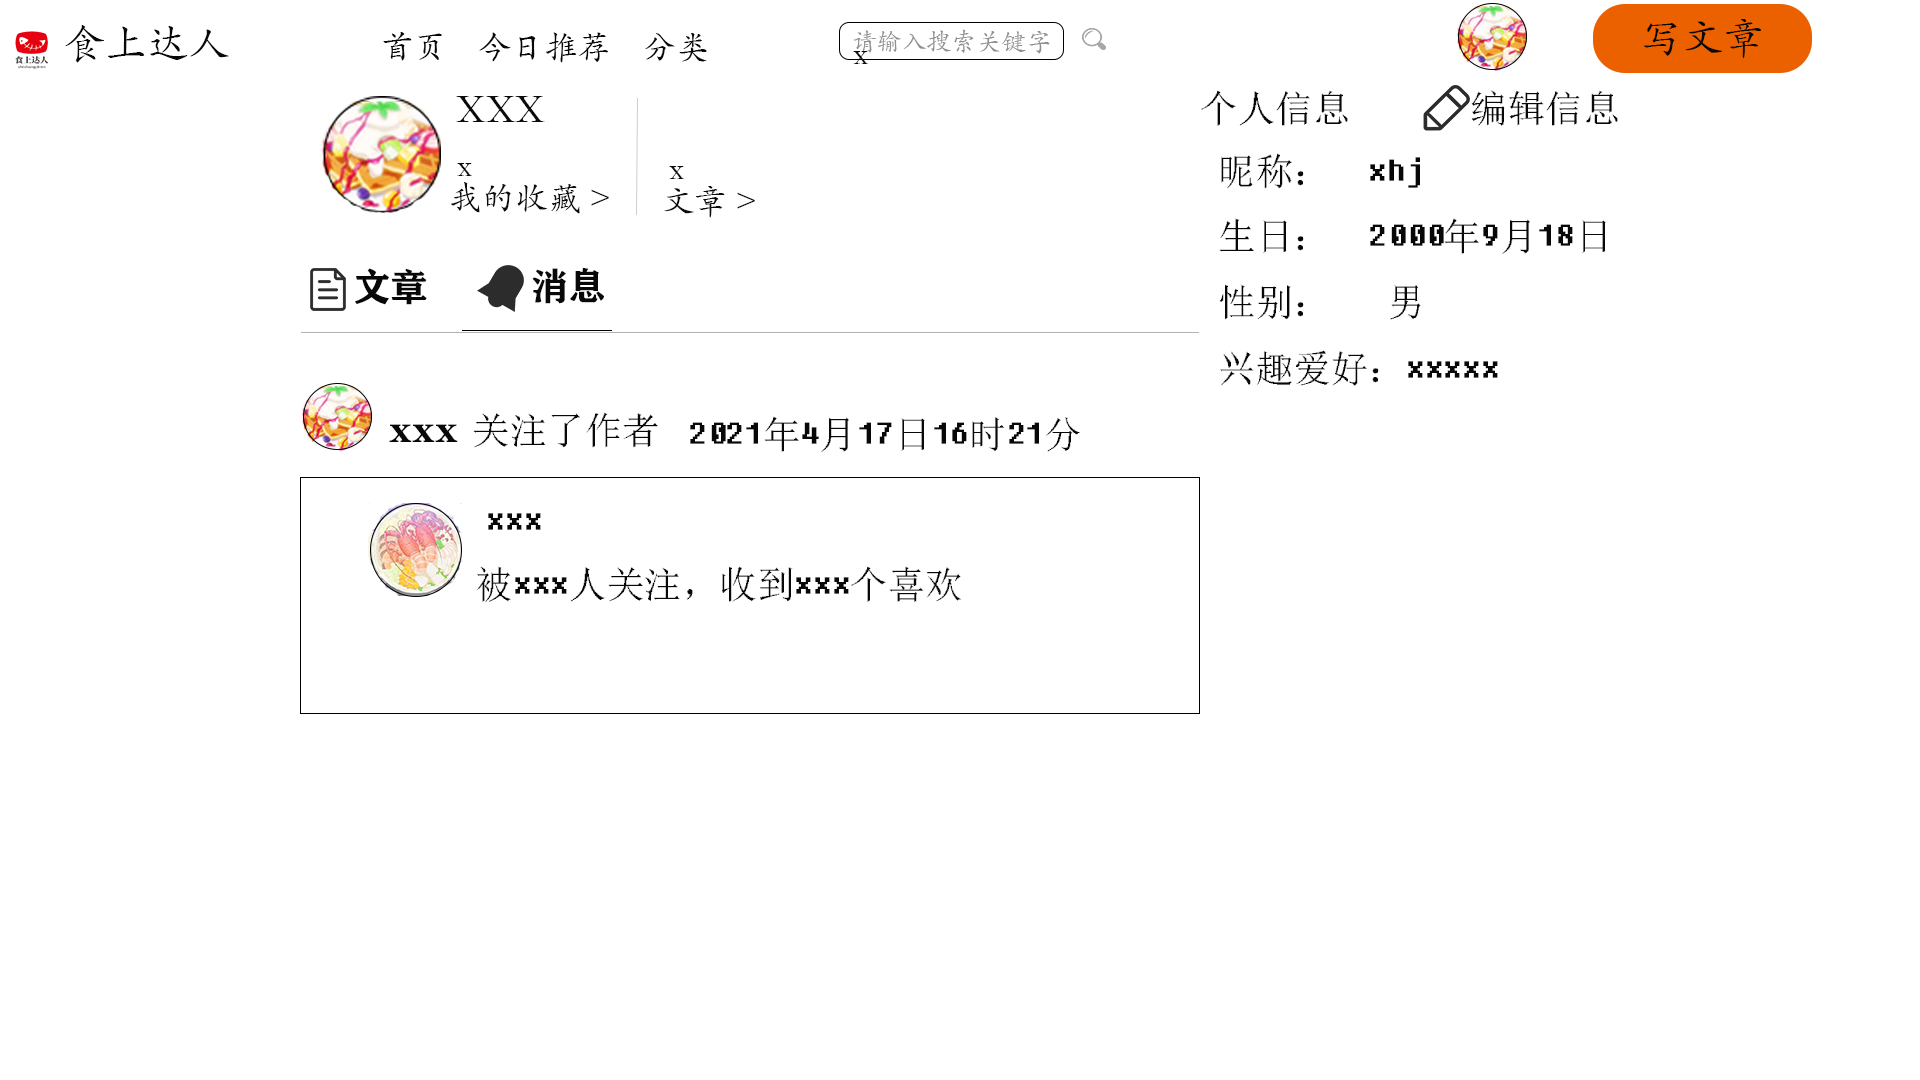 食上达人
食上达人
首页 今日推荐 分类
请输入搜索关键字
x
写文章
XXX
x
我的收藏 >
x
文章 >
文章
消息
xxx 关注了作者 2021年4月17日16时21分
xxx
被xxx人关注，收到xxx个喜欢
个人信息 编辑信息
昵称： xhj
生日： 2000年9月18日
性别： 男
兴趣爱好：xxxxx